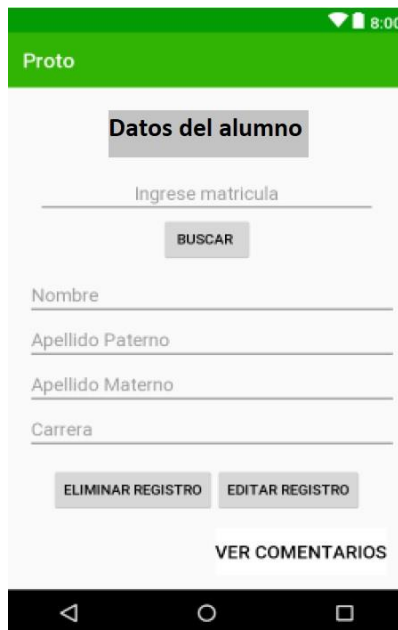 8:00
Proto
Datos del alumno
Ingrese matricula
BUSCAR
Nombre
Apellido Paterno
Apellido Materno
Carrera
ELIMINAR REGISTRO EDITAR REGISTRO
VER COMENTARIOS